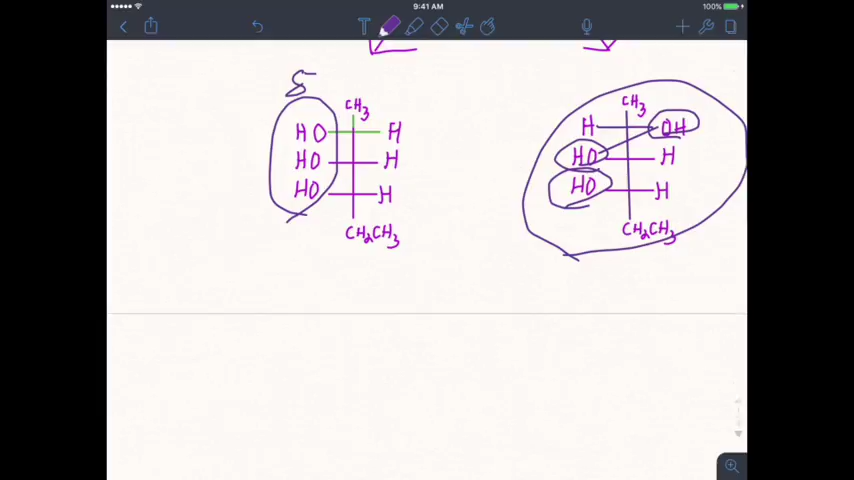 9:41 AM
100%
T
S
CH3
HO H
HO H
HO H
CH2CH3
CH3
H OH
HO H
HO H
CH2CH3